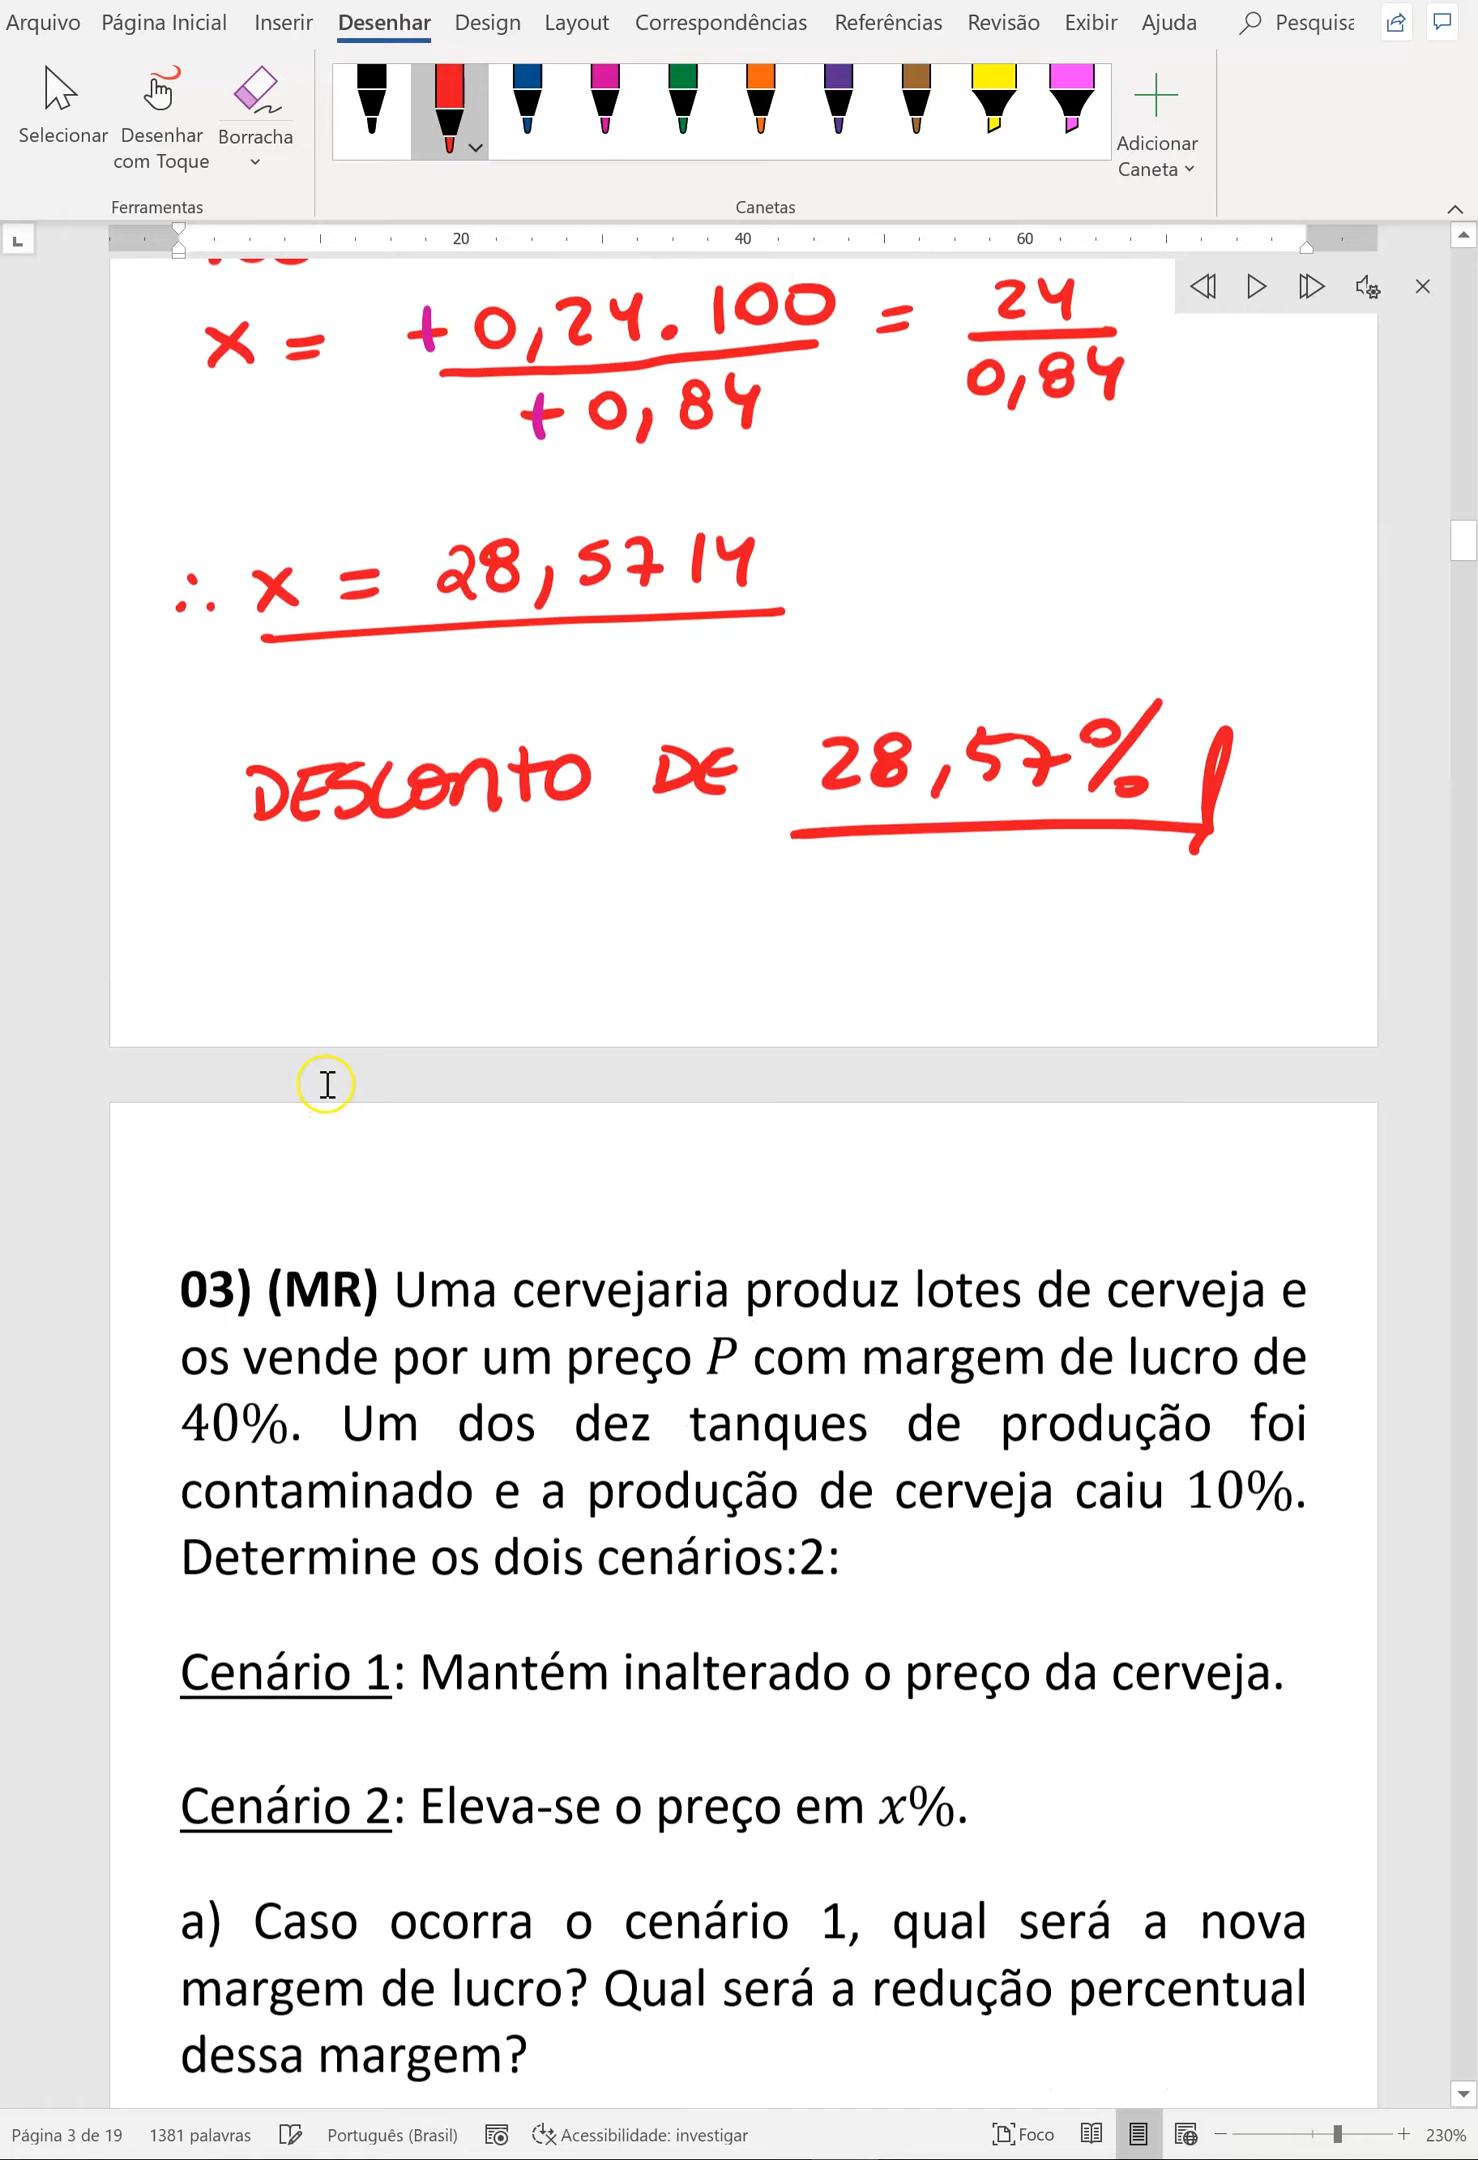 Arquivo Página Inicial Inserir Desenhar Design Layout Correspondências Referências Revisão Exibir Ajuda
Selecionar Desenhar com Toque Borracha
Adicionar Caneta
Ferramentas Canetas
20 40 60
x = +0,24.100 / +0,84 = 24 / 0,84
∴ x = 28,5714
DESCONTO DE 28,57%
03) (MR) Uma cervejaria produz lotes de cerveja e
os vende por um preço P com margem de lucro de
40%. Um dos dez tanques de produção foi
contaminado e a produção de cerveja caiu 10%.
Determine os dois cenários:2:
Cenário 1: Mantém inalterado o preço da cerveja.
Cenário 2: Eleva-se o preço em x%.
a) Caso ocorra o cenário 1, qual será a nova
margem de lucro? Qual será a redução percentual
dessa margem?
Página 3 de 19 1381 palavras Português (Brasil) Acessibilidade: investigar Foco 230%